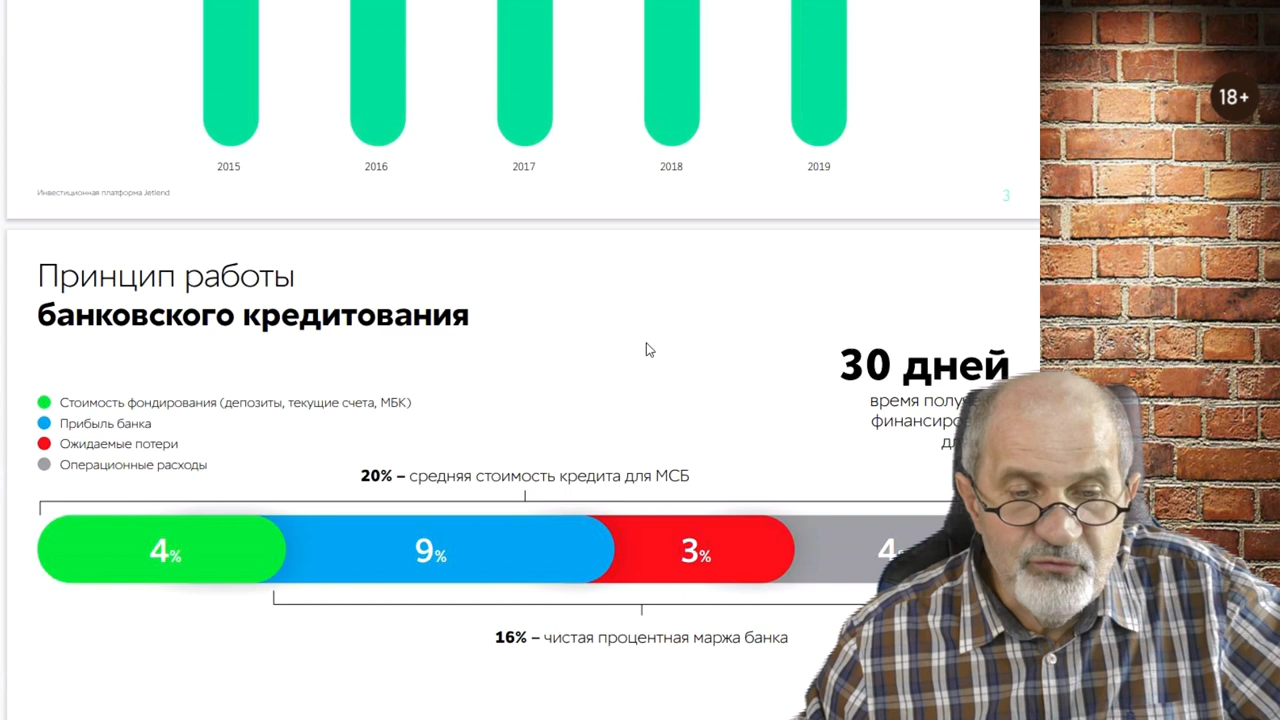 18+
2015 2016 2017 2018 2019
Инвестиционная платформа Jetlend
3
Принцип работы
банковского кредитования
30 дней
время
Стоимость фондирования (депозиты, текущие счета, МБК)
Прибыль банка
Ожидаемые потери
Операционные расходы
20% – средняя стоимость кредита для МСБ
4% 9% 3% 4
16% – чистая процентная маржа банка